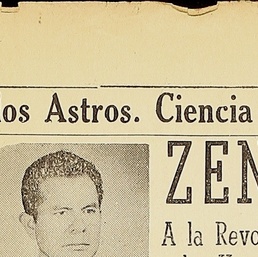 los Astros. Ciencia
ZEN
A la Revo